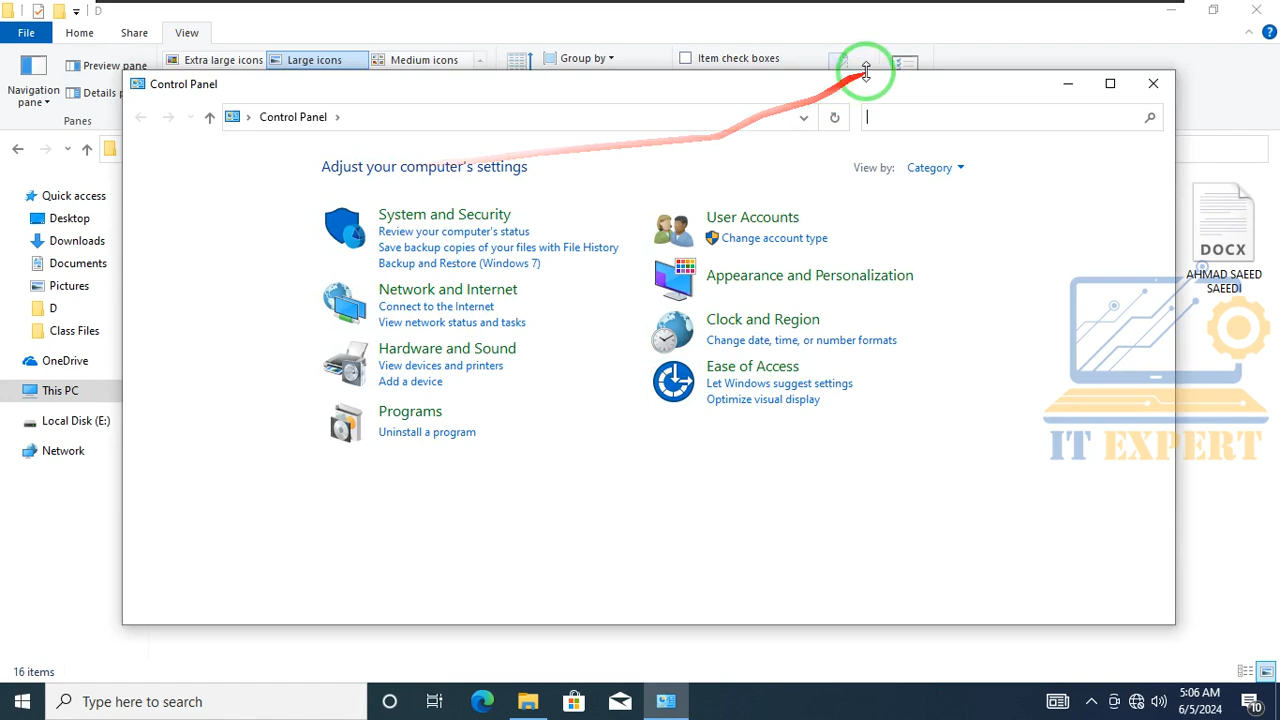 D
File Home Share View
Preview pane
Extra large icons Large icons Medium icons
Group by
Item check boxes
Navigation pane
Details
Panes
Control Panel
Control Panel
Adjust your computer's settings
View by: Category
System and Security
Review your computer's status
Save backup copies of your files with File History
Backup and Restore (Windows 7)
Network and Internet
Connect to the Internet
View network status and tasks
Hardware and Sound
View devices and printers
Add a device
Programs
Uninstall a program
User Accounts
Change account type
Appearance and Personalization
Clock and Region
Change date, time, or number formats
Ease of Access
Let Windows suggest settings
Optimize visual display
Quick access
Desktop
Downloads
Documents
Pictures
D
Class Files
OneDrive
This PC
Local Disk (E:)
Network
DOCX
AHMAD SAEED
SAEEDI
IT EXPERT
16 items
Type here to search
5:06 AM
6/5/2024
10